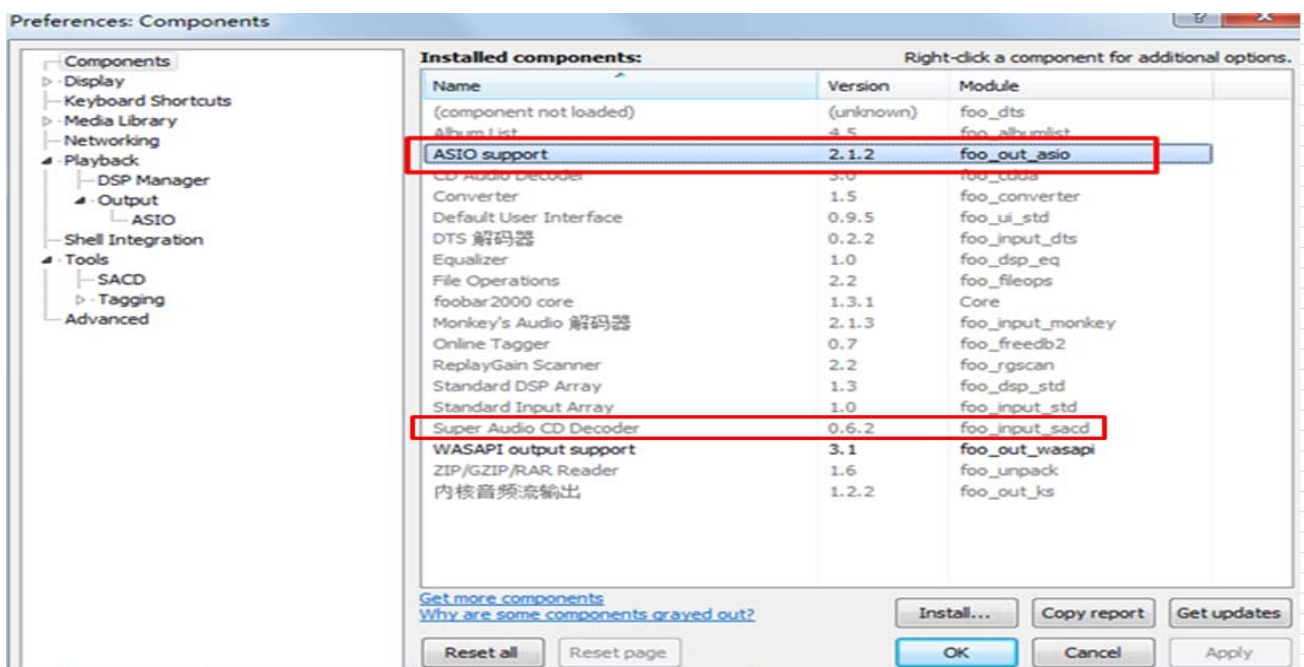 Preferences: Components
Components
Display
Keyboard Shortcuts
Media Library
Networking
Playback
DSP Manager
Output
ASIO
Shell Integration
Tools
SACD
Tagging
Advanced
Installed components: Right-click a component for additional options.
Name Version Module
(component not loaded) (unknown) foo_dts
Album List 4.5 foo_albumlist
ASIO support 2.1.2 foo_out_asio
CD Audio Decoder 3.0 foo_cdda
Converter 1.5 foo_converter
Default User Interface 0.9.5 foo_ui_std
DTS 解码器 0.2.2 foo_input_dts
Equalizer 1.0 foo_dsp_eq
File Operations 2.2 foo_fileops
foobar2000 core 1.3.1 Core
Monkey's Audio 解码器 2.1.3 foo_input_monkey
Online Tagger 0.7 foo_freedb2
ReplayGain Scanner 2.2 foo_rgscan
Standard DSP Array 1.3 foo_dsp_std
Standard Input Array 1.0 foo_input_std
Super Audio CD Decoder 0.6.2 foo_input_sacd
WASAPI output support 3.1 foo_out_wasapi
ZIP/GZIP/RAR Reader 1.6 foo_unpack
内核音频流输出 1.2.2 foo_out_ks
Get more components
Why are some components grayed out?
Install... Copy report Get updates
Reset all Reset page OK Cancel Apply